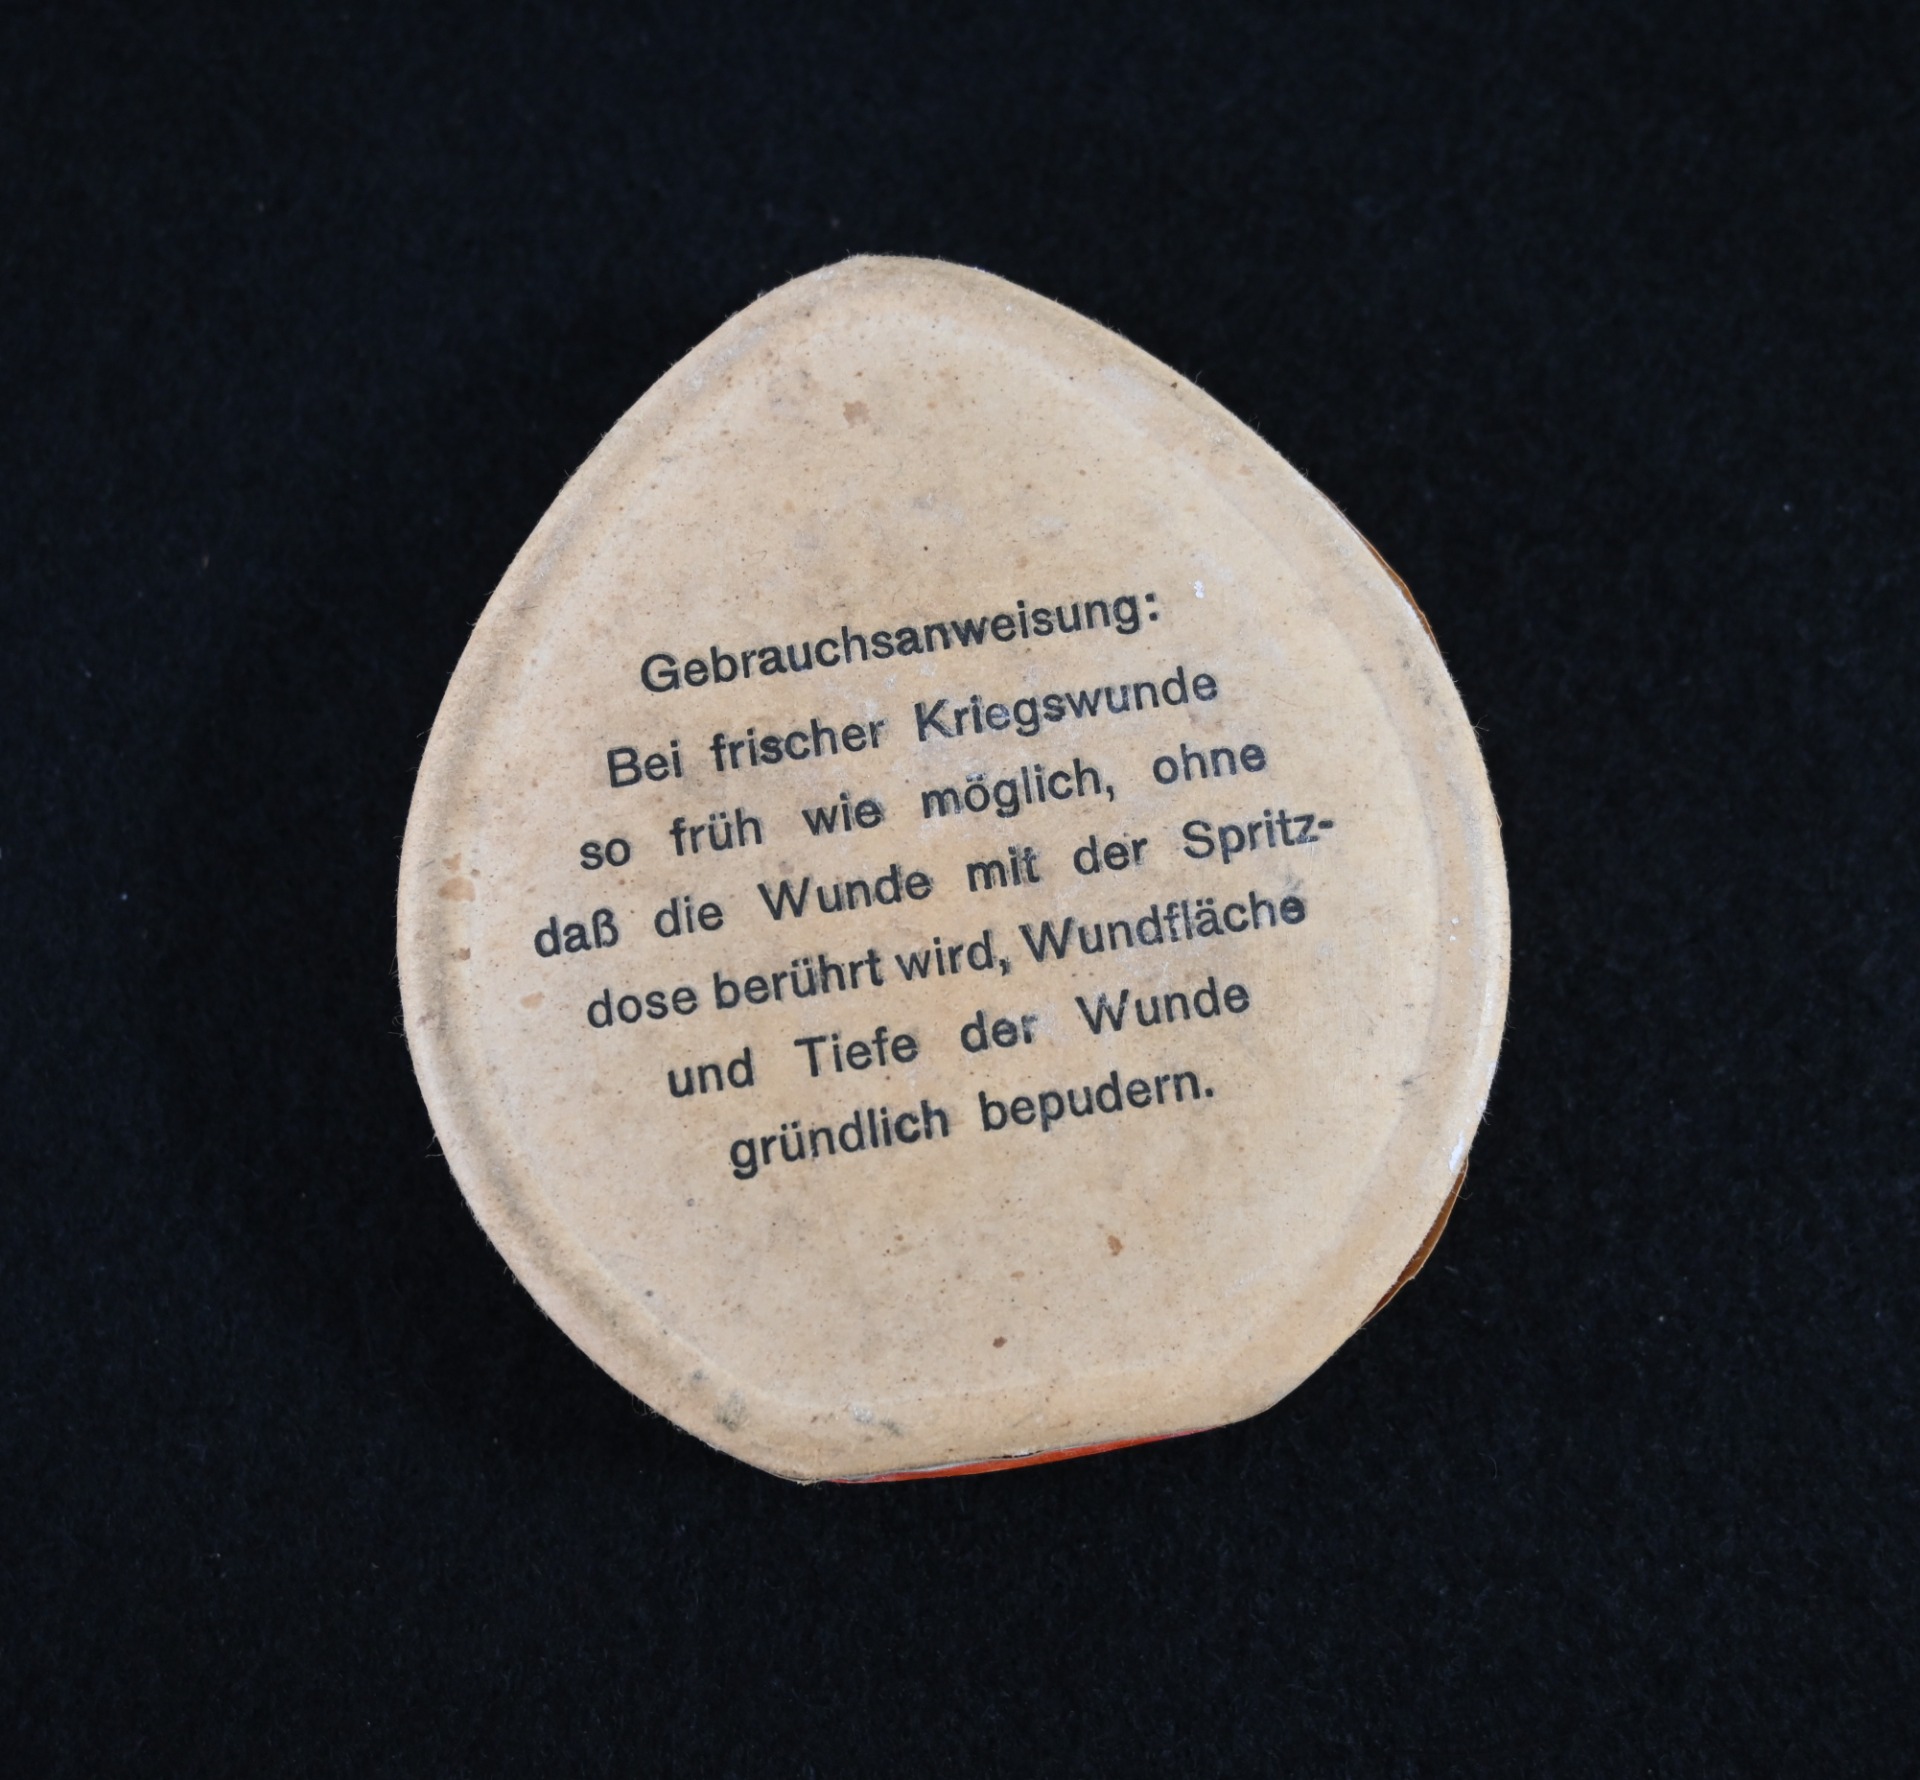 Gebrauchsanweisung:
Bei frischer Kriegswunde
so früh wie möglich, ohne
daß die Wunde mit der Spritz-
dose berührt wird, Wundfläche
und Tiefe der Wunde
gründlich bepudern.